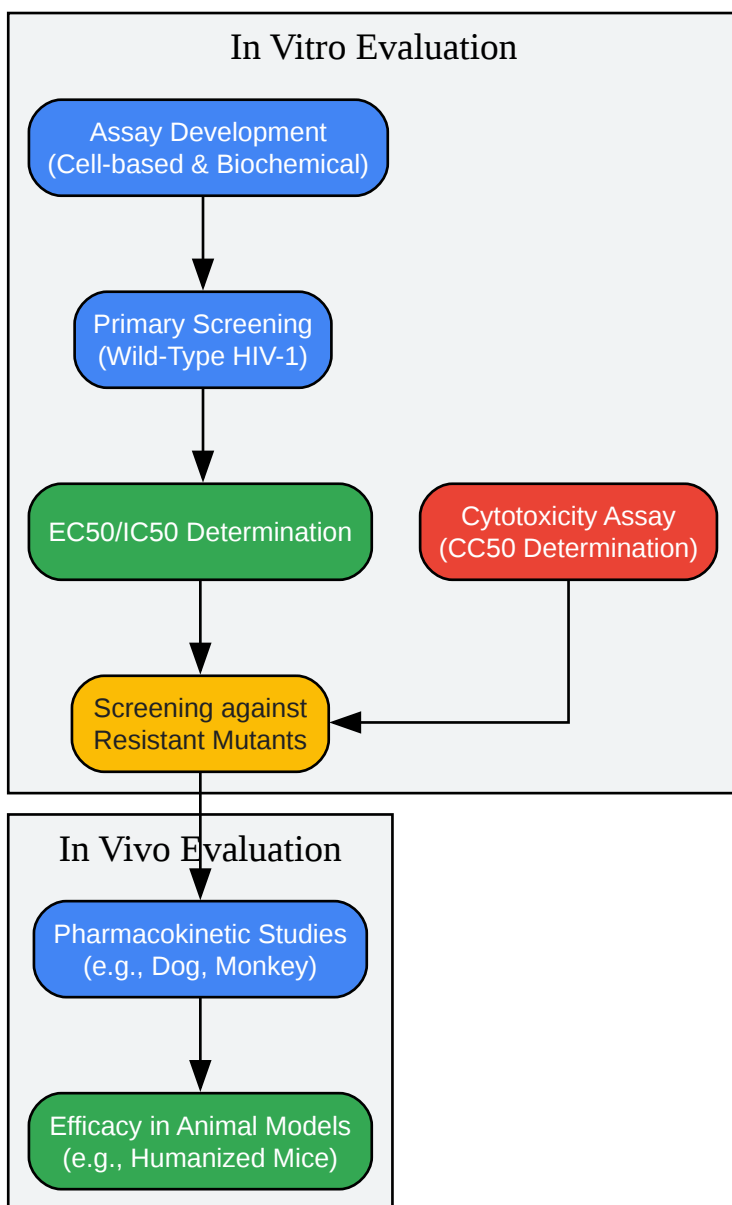 In Vitro Evaluation
Assay Development
(Cell-based & Biochemical)
Primary Screening
(Wild-Type HIV-1)
EC50/IC50 Determination
Cytotoxicity Assay
(CC50 Determination)
Screening against
Resistant Mutants
In Vivo Evaluation
Pharmacokinetic Studies
(e.g., Dog, Monkey)
Efficacy in Animal Models
(e.g., Humanized Mice)